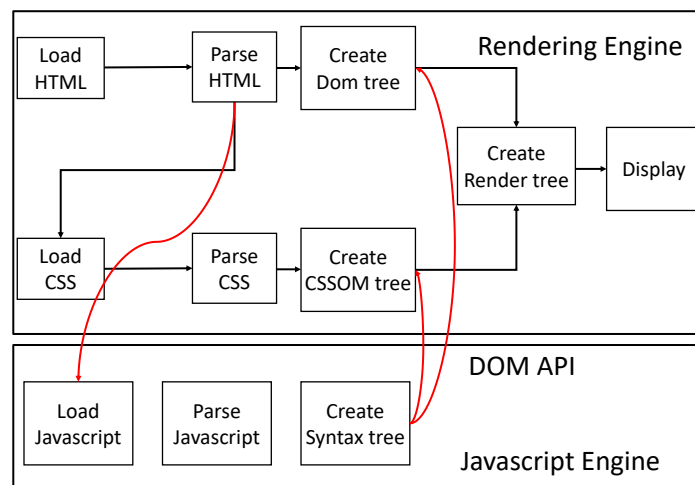 Rendering Engine
Load
HTML
Parse
HTML
Create
Dom tree
Create
Render tree
Display
Load
CSS
Parse
CSS
Create
CSSOM tree
DOM API
Load
Javascript
Parse
Javascript
Create
Syntax tree
Javascript Engine